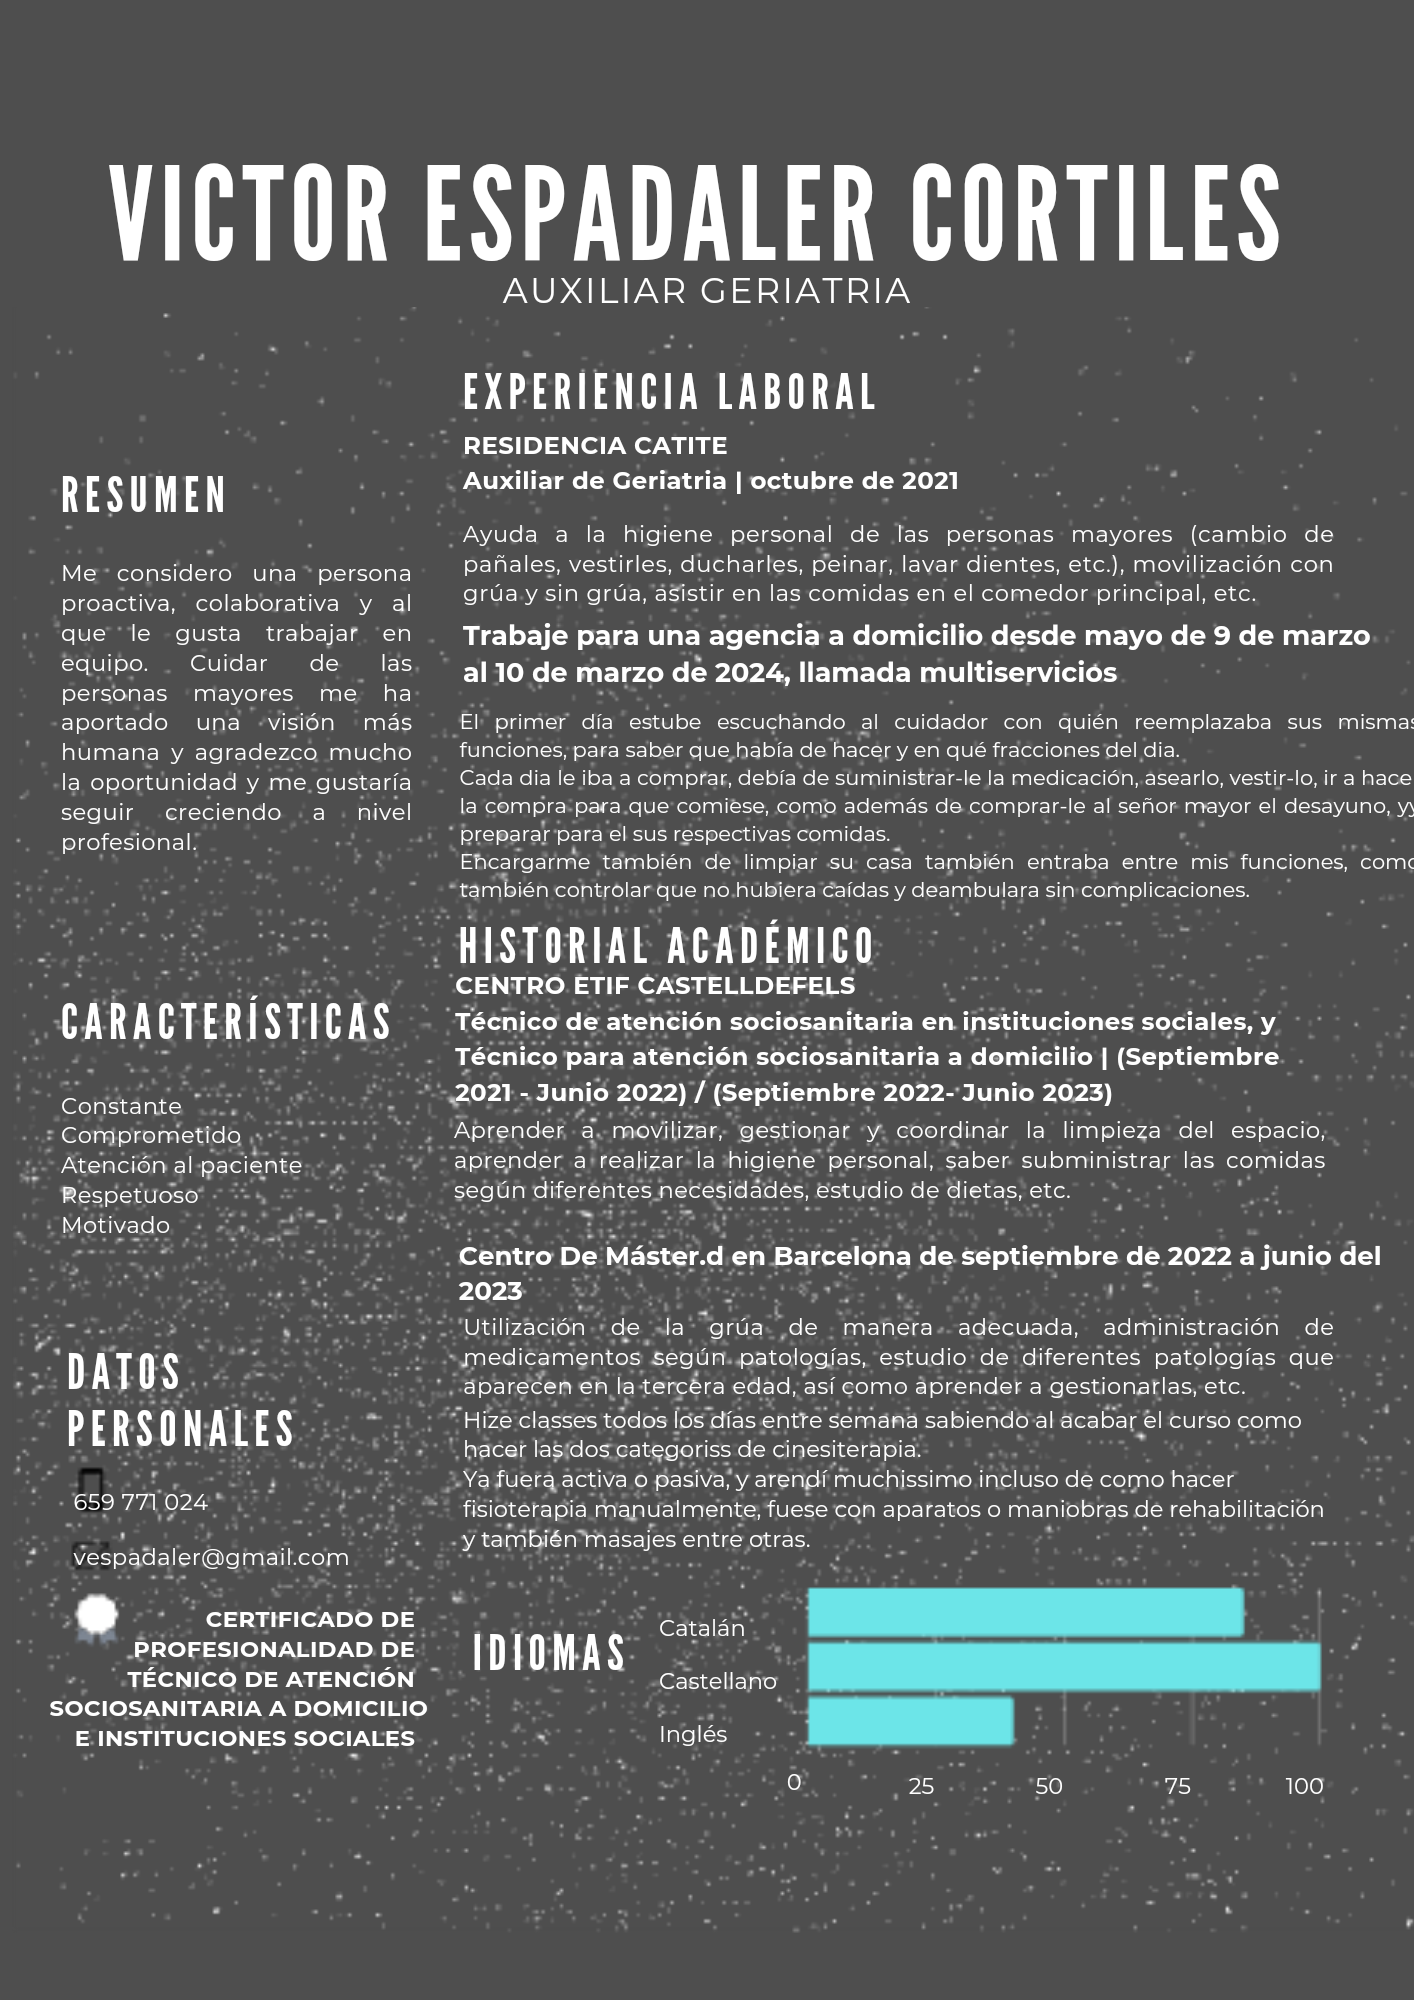 VICTOR ESPADALER CORTILES
AUXILIAR GERIATRIA
RESUMEN
Me considero una persona
proactiva, colaborativa y al
que le gusta trabajar en
equipo. Cuidar de las
personas mayores me ha
aportado una visión más
humana y agradezco mucho
la oportunidad y me gustaría
seguir creciendo a nivel
profesional.
CARACTERÍSTICAS
Constante
Comprometido
Atención al paciente
Respetuoso
Motivado
DATOS
PERSONALES
659 771 024
vespadaler@gmail.com
CERTIFICADO DE
PROFESIONALIDAD DE
TÉCNICO DE ATENCIÓN
SOCIOSANITARIA A DOMICILIO
E INSTITUCIONES SOCIALES
EXPERIENCIA LABORAL
RESIDENCIA CATITE
Auxiliar de Geriatria | octubre de 2021
Ayuda a la higiene personal de las personas mayores (cambio de
pañales, vestirles, ducharles, peinar, lavar dientes, etc.), movilización con
grúa y sin grúa, asistir en las comidas en el comedor principal, etc.
Trabaje para una agencia a domicilio desde mayo de 9 de marzo
al 10 de marzo de 2024, llamada multiservicios
El primer día estube escuchando al cuidador con quién reemplazaba sus mismas
funciones, para saber que había de hacer y en qué fracciones del dia.
Cada dia le iba a comprar, debía de suministrar-le la medicación, asearlo, vestir-lo, ir a hace
la compra para que comiese, como además de comprar-le al señor mayor el desayuno, yy
preparar para el sus respectivas comidas.
Encargarme también de limpiar su casa también entraba entre mis funciones, como
también controlar que no hubiera caídas y deambulara sin complicaciones.
HISTORIAL ACADÉMICO
CENTRO ETIF CASTELLDEFELS
Técnico de atención sociosanitaria en instituciones sociales, y
Técnico para atención sociosanitaria a domicilio | (Septiembre
2021 - Junio 2022) / (Septiembre 2022- Junio 2023)
Aprender a movilizar, gestionar y coordinar la limpieza del espacio,
aprender a realizar la higiene personal, saber subministrar las comidas
según diferentes necesidades, estudio de dietas, etc.
Centro De Máster.d en Barcelona de septiembre de 2022 a junio del
2023
Utilización de la grúa de manera adecuada, administración de
medicamentos según patologías, estudio de diferentes patologías que
aparecen en la tercera edad, así como aprender a gestionarlas, etc.
Hize classes todos los días entre semana sabiendo al acabar el curso como
hacer las dos categoriss de cinesiterapia.
Ya fuera activa o pasiva, y arendí muchissimo incluso de como hacer
fisioterapia manualmente, fuese con aparatos o maniobras de rehabilitación
y también masajes entre otras.
IDIOMAS
Catalán
Castellano
Inglés
0 25 50 75 100